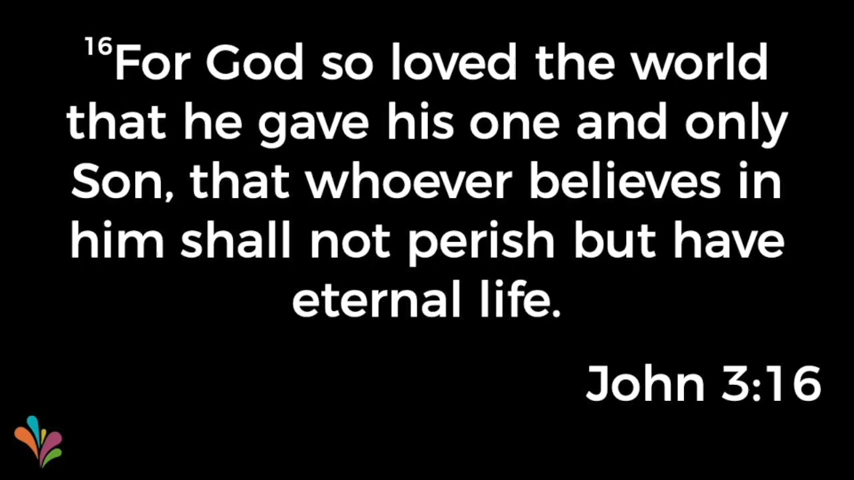 16For God so loved the world
that he gave his one and only
Son, that whoever believes in
him shall not perish but have
eternal life.
John 3:16